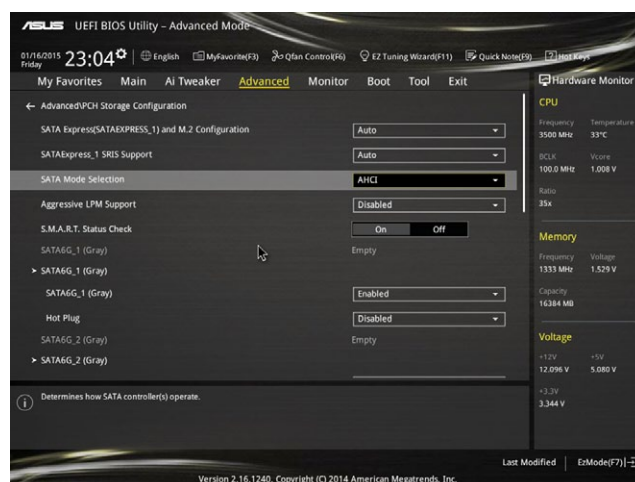 ASUS UEFI BIOS Utility – Advanced Mode
01/16/2015 Friday 23:04 English MyFavorite(F3) Qfan Control(F6) EZ Tuning Wizard(F11) Quick Note(F9) Hot Keys
My Favorites Main Ai Tweaker Advanced Monitor Boot Tool Exit
Hardware Monitor
← Advanced\PCH Storage Configuration
SATA Express(SATAEXPRESS_1) and M.2 Configuration Auto
SATAExpress_1 SRIS Support Auto
SATA Mode Selection AHCI
Aggressive LPM Support Disabled
S.M.A.R.T. Status Check On Off
SATA6G_1 (Gray) Empty
> SATA6G_1 (Gray)
SATA6G_1 (Gray) Enabled
Hot Plug Disabled
SATA6G_2 (Gray) Empty
> SATA6G_2 (Gray)
Determines how SATA controller(s) operate.
CPU
Frequency Temperature
3500 MHz 33°C
BCLK Vcore
100.0 MHz 1.008 V
Ratio
35x
Memory
Frequency Voltage
1333 MHz 1.529 V
Capacity
16384 MB
Voltage
+12V +5V
12.096 V 5.080 V
+3.3V
3.344 V
Last Modified EzMode(F7)
Version 2.16.1240. Copyright (C) 2014 American Megatrends, Inc.